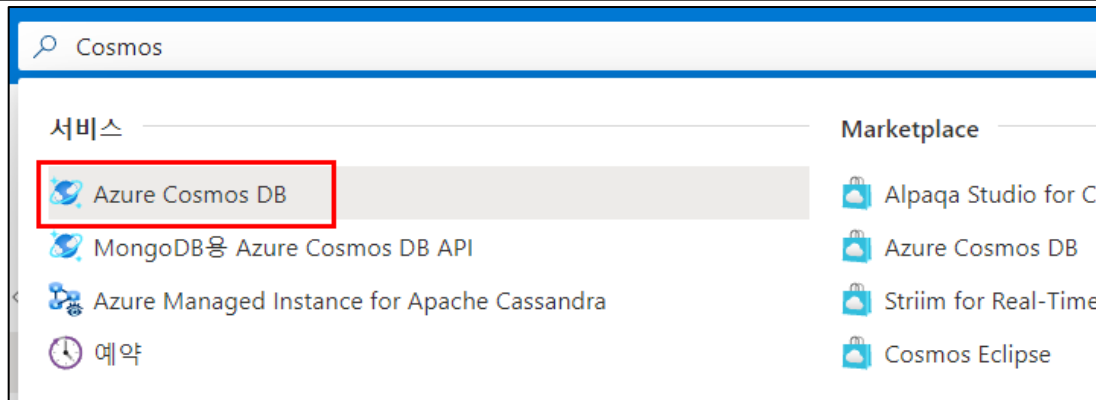 Cosmos
서비스
Azure Cosmos DB
MongoDB용 Azure Cosmos DB API
Azure Managed Instance for Apache Cassandra
예약
Marketplace
Alpaqa Studio for C
Azure Cosmos DB
Striim for Real-Time
Cosmos Eclipse